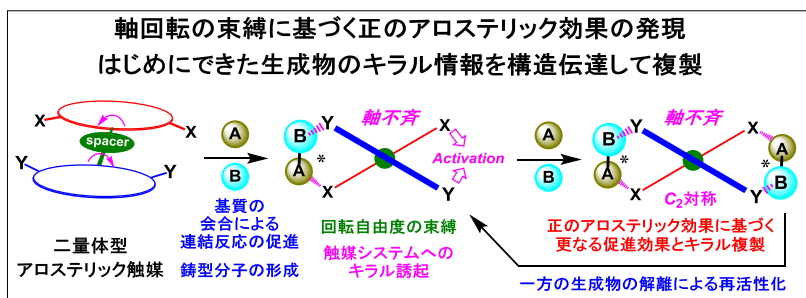 軸回転の束縛に基づく正のアロステリック効果の発現
はじめにできた生成物のキラル情報を構造伝達して複製
X
spacer
X
Y
Y
二量体型
アロステリック触媒
A
B
基質の
会合による
連結反応の促進
鋳型分子の形成
B
Y
軸不斉
X
A
*
X
Activation
Y
回転自由度の束縛
触媒システムへの
キラル誘起
A
B
B
Y
軸不斉
X
A
A
*
*
B
X
C2対称
Y
正のアロステリック効果に基づく
更なる促進効果とキラル複製
一方の生成物の解離による再活性化